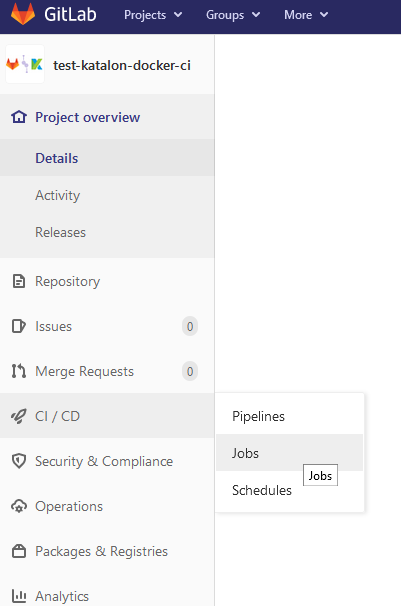 GitLab Projects Groups More
test-katalon-docker-ci
Project overview
Details
Activity
Releases
Repository
Issues 0
Merge Requests 0
CI / CD
Pipelines
Jobs
Jobs
Schedules
Security & Compliance
Operations
Packages & Registries
Analytics